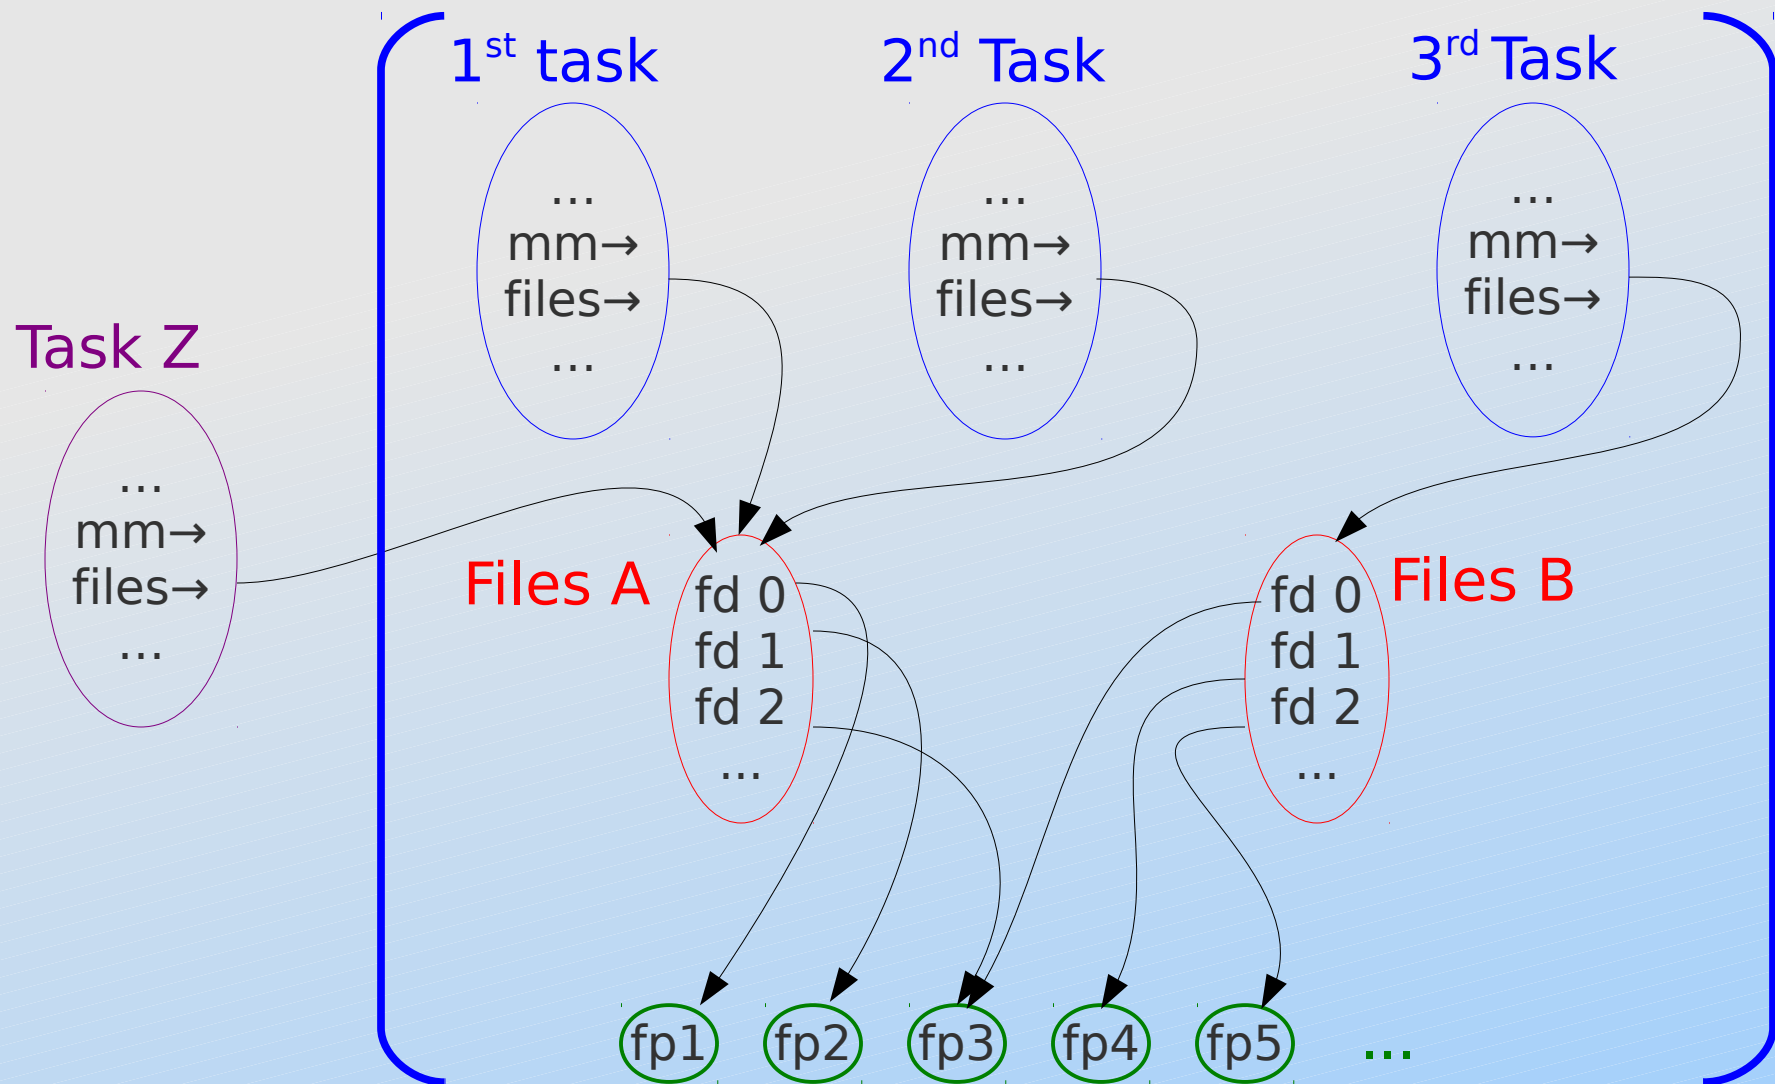 1st task
2nd Task
3rd Task
...
mm→
files→
...
...
mm→
files→
...
...
mm→
files→
...
Task Z
...
mm→
files→
...
Files A
fd 0
fd 1
fd 2
...
Files B
fd 0
fd 1
fd 2
...
fp1
fp2
fp3
fp4
fp5
...